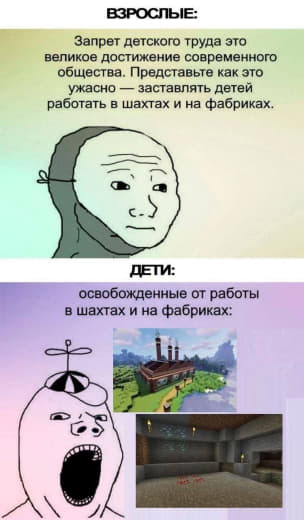 ВЗРОСЛЫЕ:
Запрет детского труда это
великое достижение современного
общества. Представьте как это
ужасно — заставлять детей
работать в шахтах и на фабриках.
ДЕТИ:
освобожденные от работы
в шахтах и на фабриках: